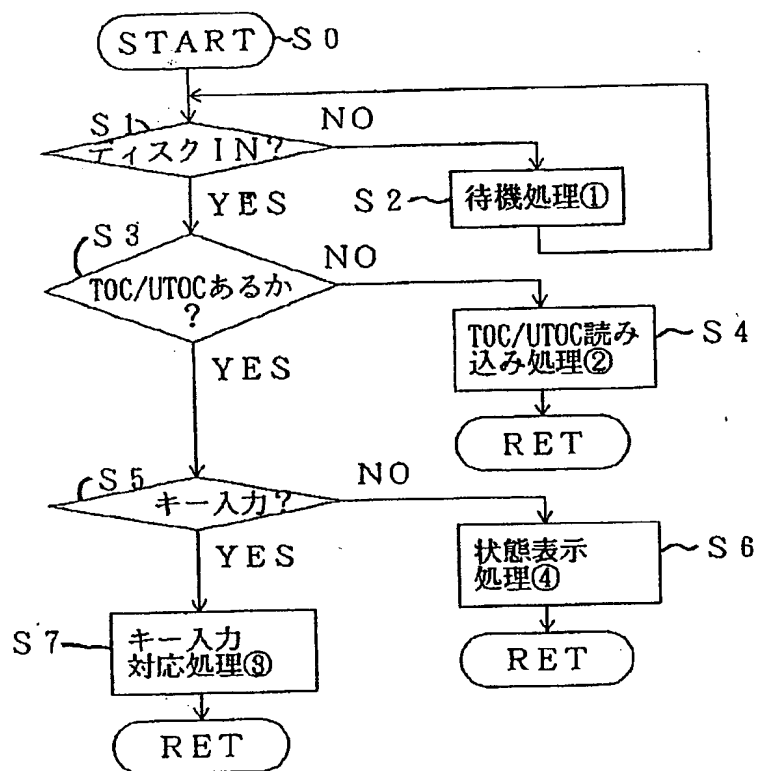 START
S0
S1
ディスクIN?
NO
YES
S2
待機処理①
S3
TOC/UTOCあるか
?
NO
YES
TOC/UTOC読み
込み処理②
S4
RET
S5
キー入力?
NO
YES
状態表示
処理④
S6
RET
S7
キー入力
対応処理③
RET